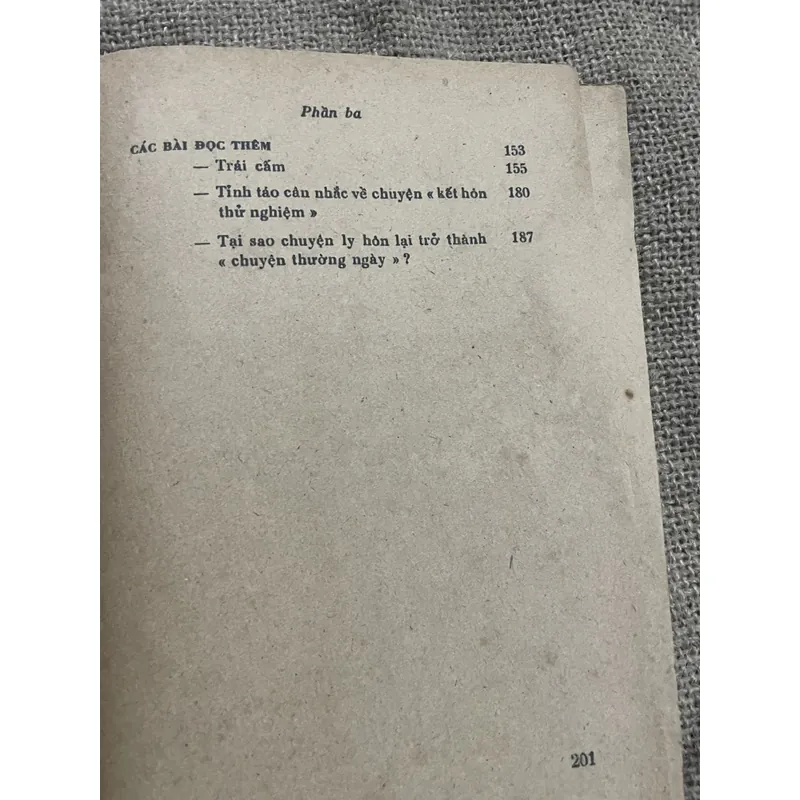 Phần ba
CÁC BÀI ĐỌC THÊM 153
— Trái cấm 155
— Tỉnh táo cân nhắc về chuyện « kết hôn 180
thử nghiệm »
— Tại sao chuyện ly hôn lại trở thành 187
« chuyện thường ngày » ?
201